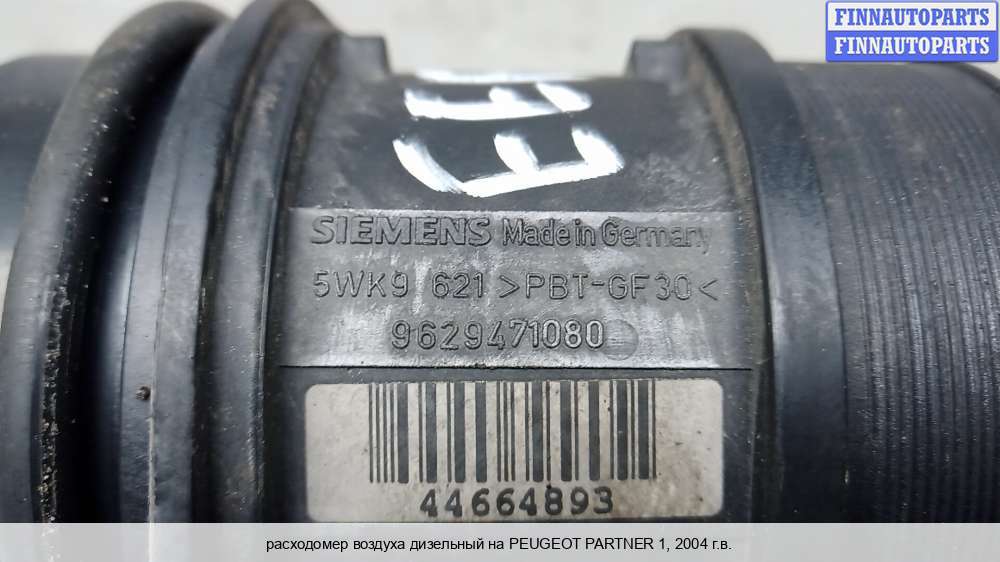 FINNAUTOPARTS
FINNAUTOPARTS
SIEMENS Made in Germany
5WK9 621 >PBT-GF30<
9629471080
44664893
расходомер воздуха дизельный на PEUGEOT PARTNER 1, 2004 г.в.